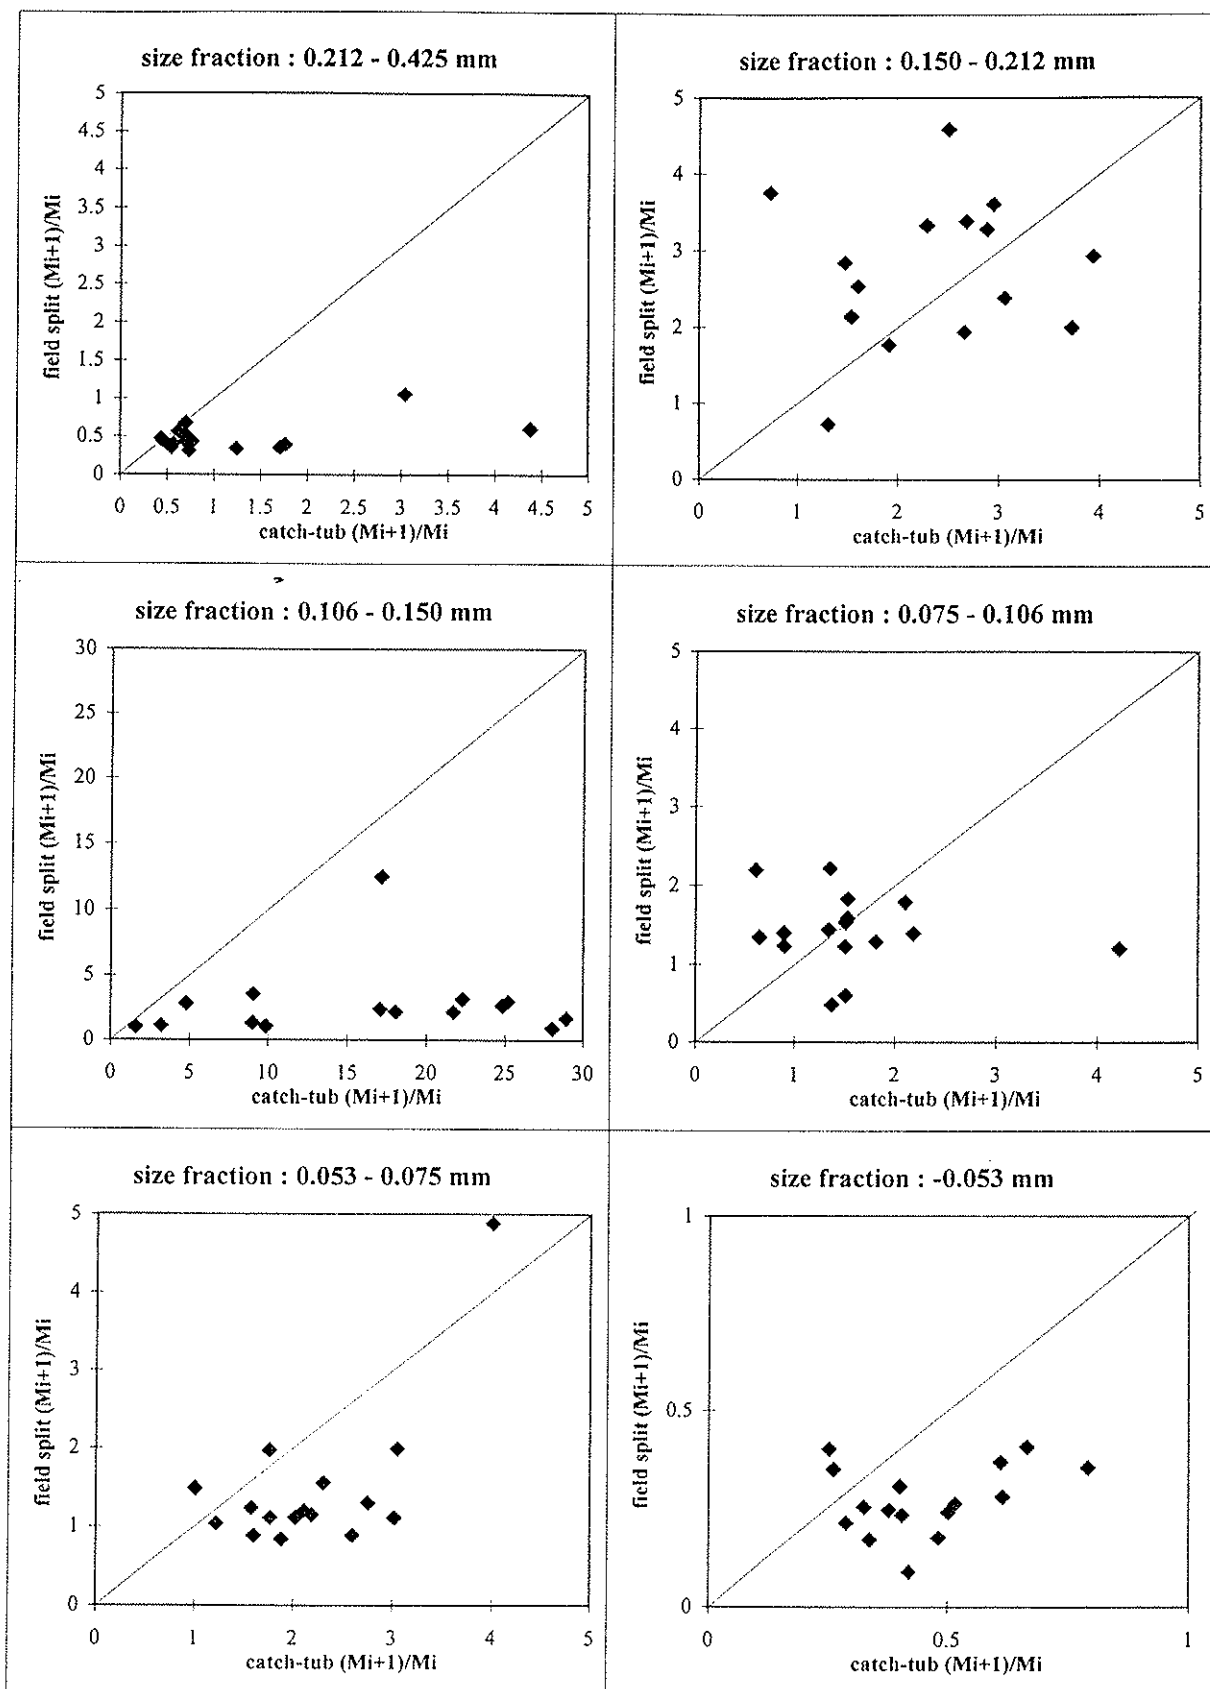 size fraction : 0.212 - 0.425 mm
5
4.5
4
3.5
3
2.5
2
1.5
1
0.5
0
field split (Mi+1)/Mi
0 0.5 1 1.5 2 2.5 3 3.5 4 4.5 5
catch-tub (Mi+1)/Mi
size fraction : 0.150 - 0.212 mm
5
4
3
2
1
0
field split (Mi+1)/Mi
1 2 3 4 5
catch-tub (Mi+1)/Mi
size fraction : 0.106 - 0.150 mm
30
25
20
15
10
5
0
field split (Mi+1)/Mi
0 5 10 15 20 25 30
catch-tub (Mi+1)/Mi
size fraction : 0.075 - 0.106 mm
5
4
3
2
1
0
field split (Mi+1)/Mi
0 1 2 3 4 5
catch-tub (Mi+1)/Mi
size fraction : 0.053 - 0.075 mm
5
4
3
2
1
0
field split (Mi+1)/Mi
0 1 2 3 4 5
catch-tub (Mi+1)/Mi
size fraction : -0.053 mm
1
0.5
0
field split (Mi+1)/Mi
0 0.5 1
catch-tub (Mi+1)/Mi